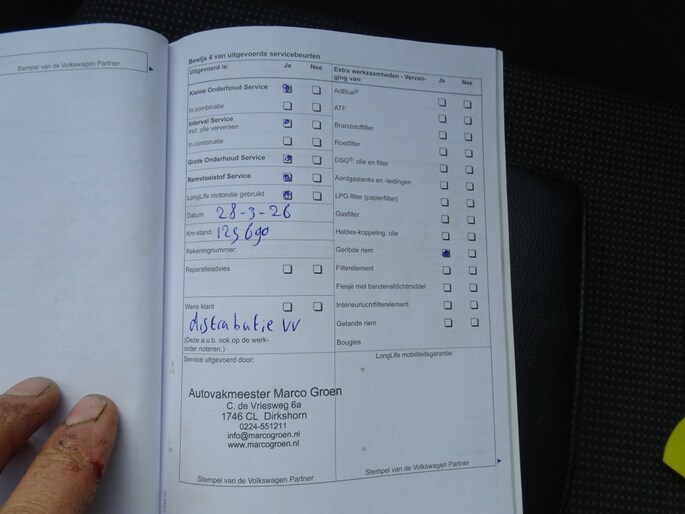 Stempel van de Volkswagen Partner
Bewijs 4 van uitgevoerde servicebeurten
Uitgevoerd is: Ja Nee
Kleine Onderhoud Service
in combinatie
Interval Service
incl. olie verversen
in combinatie
Grote Onderhoud Service
Remvloeistof Service
LongLife motorolie gebruikt
Datum: 28-3-26
Km-stand: 125690
Rekeningnummer:
Reparatieadvies
Wens klant
distributie VV
(Deze a.u.b. ook op de werk-
order noteren.)
Service uitgevoerd door:
Autovakmeester Marco Groen
C. de Vriesweg 6a
1746 CL Dirkshorn
0224-551211
info@marcogroen.nl
www.marcogroen.nl
Stempel van de Volkswagen Partner
Extra werkzaamheden - Vervan-
ging van: Ja Nee
AdBlue®
ATF
Brandstoffilter
Roetfilter
DSG®: olie en filter
Aardgastanks en -leidingen
LPG-filter (papierfilter)
Gasfilter
Haldex-koppeling: olie
Geribde riem
Filterelement
Flesje met bandenafdichtmiddel
Interieurluchtfilterelement
Getande riem
Bougies
LongLife mobiliteitsgarantie:
Stempel van de Volkswagen Partner